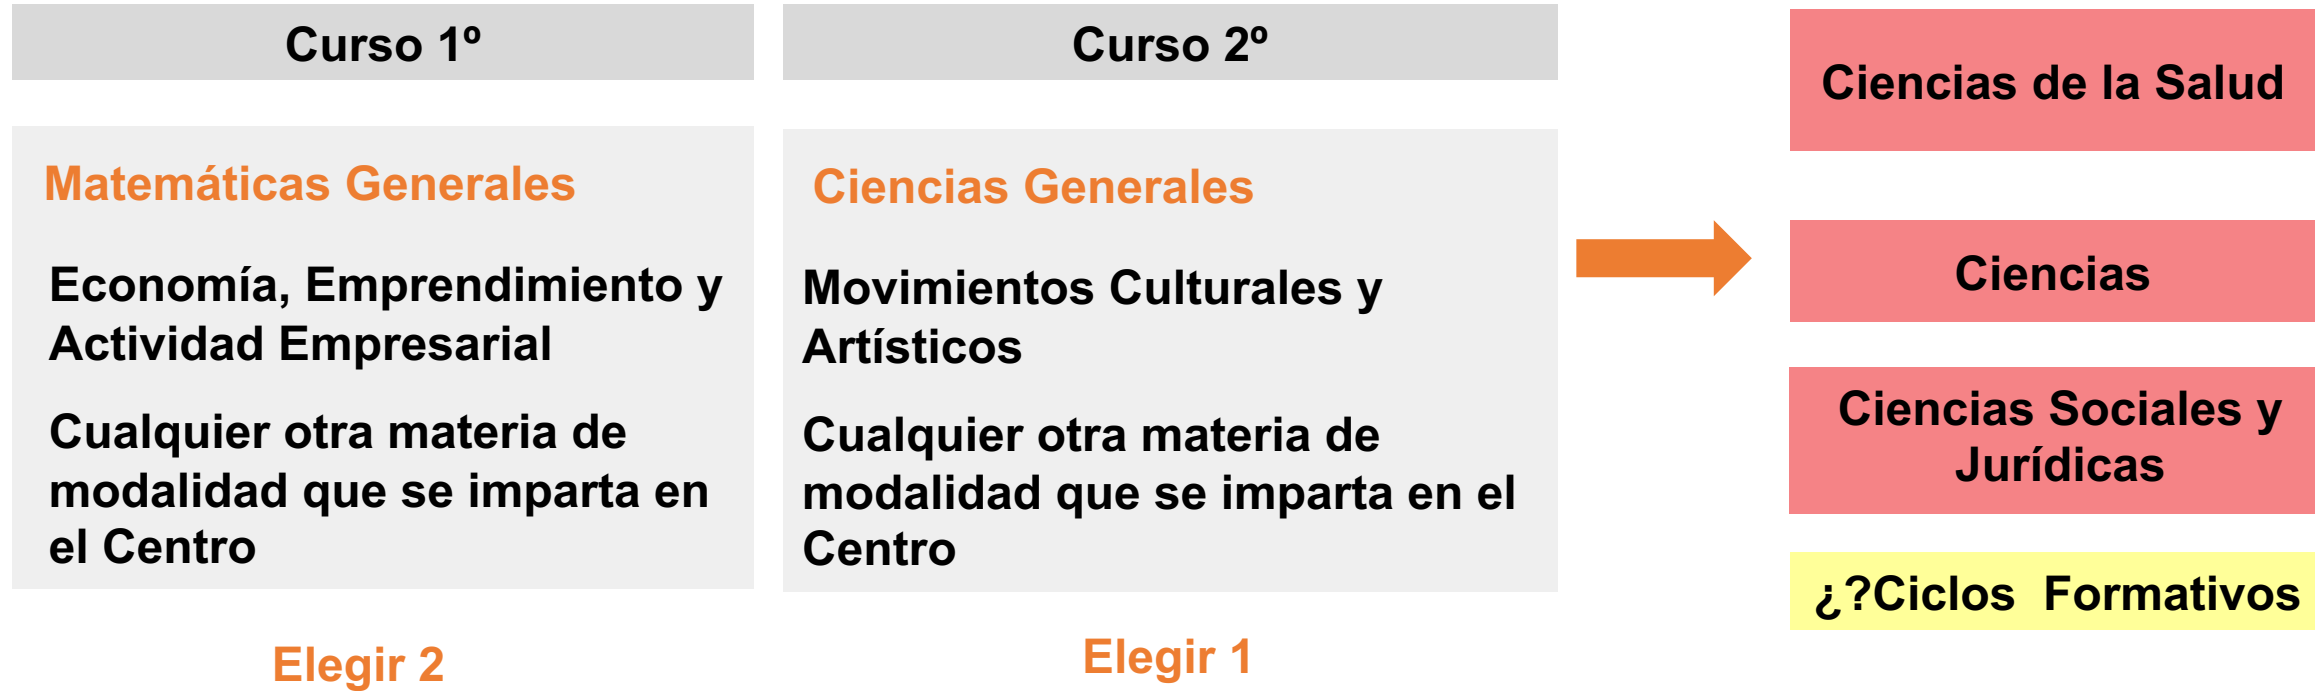 Curso 1º
Matemáticas Generales
Economía, Emprendimiento y
Actividad Empresarial
Cualquier otra materia de
modalidad que se imparta en
el Centro
Elegir 2
Curso 2º
Ciencias Generales
Movimientos Culturales y
Artísticos
Cualquier otra materia de
modalidad que se imparta en el
Centro
Elegir 1
Ciencias de la Salud
Ciencias
Ciencias Sociales y
Jurídicas
¿?Ciclos Formativos